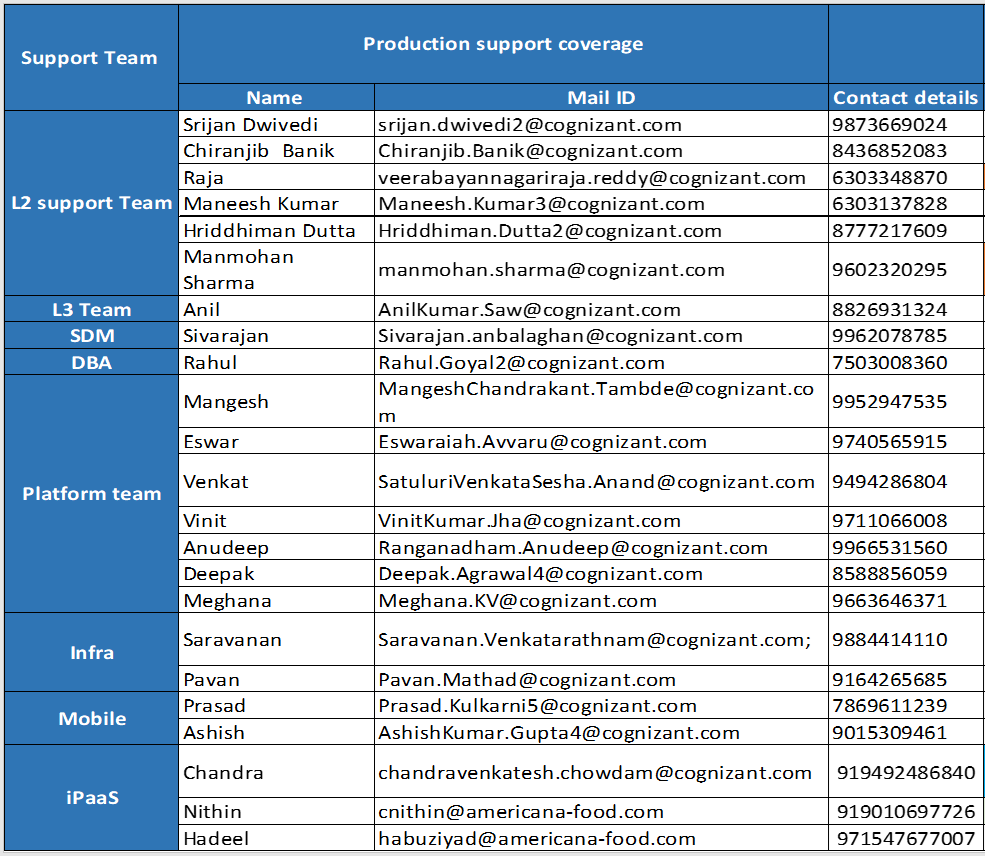 Support Team
Production support coverage
Name Mail ID Contact details
L2 support Team
Srijan Dwivedi srijan.dwivedi2@cognizant.com 9873669024
Chiranjib Banik Chiranjib.Banik@cognizant.com 8436852083
Raja veerabayannagariraja.reddy@cognizant.com 6303348870
Maneesh Kumar Maneesh.Kumar3@cognizant.com 6303137828
Hriddhiman Dutta Hriddhiman.Dutta2@cognizant.com 8777217609
Manmohan
Sharma manmohan.sharma@cognizant.com 9602320295
L3 Team Anil AnilKumar.Saw@cognizant.com 8826931324
SDM Sivarajan Sivarajan.anbalaghan@cognizant.com 9962078785
DBA Rahul Rahul.Goyal2@cognizant.com 7503008360
Platform team
Mangesh MangeshChandrakant.Tambde@cognizant.co
m 9952947535
Eswar Eswaraiah.Avvaru@cognizant.com 9740565915
Venkat SatuluriVenkataSesha.Anand@cognizant.com 9494286804
Vinit VinitKumar.Jha@cognizant.com 9711066008
Anudeep Ranganadham.Anudeep@cognizant.com 9966531560
Deepak Deepak.Agrawal4@cognizant.com 8588856059
Meghana Meghana.KV@cognizant.com 9663646371
Infra
Saravanan Saravanan.Venkatarathnam@cognizant.com; 9884414110
Pavan Pavan.Mathad@cognizant.com 9164265685
Mobile
Prasad Prasad.Kulkarni5@cognizant.com 7869611239
Ashish AshishKumar.Gupta4@cognizant.com 9015309461
iPaaS
Chandra chandravenkatesh.chowdam@cognizant.com 919492486840
Nithin cnithin@americana-food.com 919010697726
Hadeel habuziyad@americana-food.com 971547677007